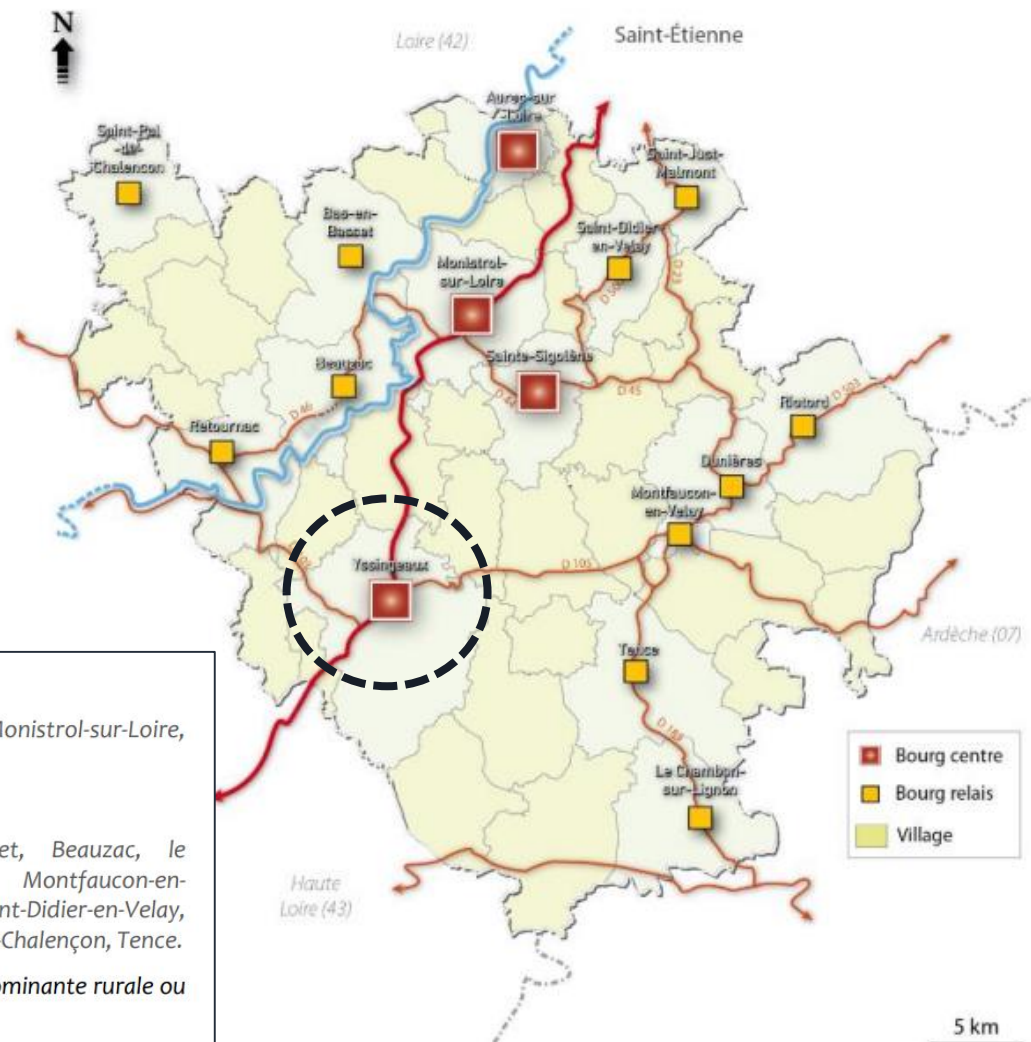 N
Loire (42)
Saint-Étienne
Aurec-sur
-Loire
Saint-Pal
-de-
Chalencon
Saint-Just-
Malmont
Bas-en-
Basset
Saint-Didier-
en-Velay
Monistrol-
sur-Loire
D 23
Sainte-Sigolène
Beauzac
D 45
D 503
D 46
Riotord
Retournac
Dunières
Montfaucon-
en-Velay
Yssingeaux
D 105
Ardèche (07)
Tence
Monistrol-sur-Loire,
Bourg centre
Le Chambon-
sur-Lignon
Bourg relais
Village
et, Beauzac, le
Montfaucon-en-
nt-Didier-en-Velay,
-Chalençon, Tence.
Haute
Loire (43)
ominante rurale ou
5 km